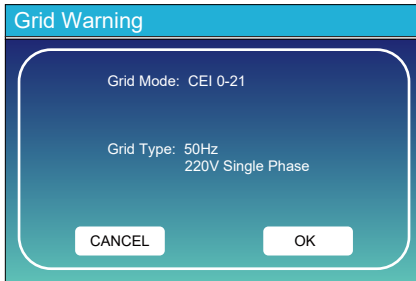 Grid Warning
Grid Mode: CEI 0-21
Grid Type: 50Hz
220V Single Phase
CANCEL OK